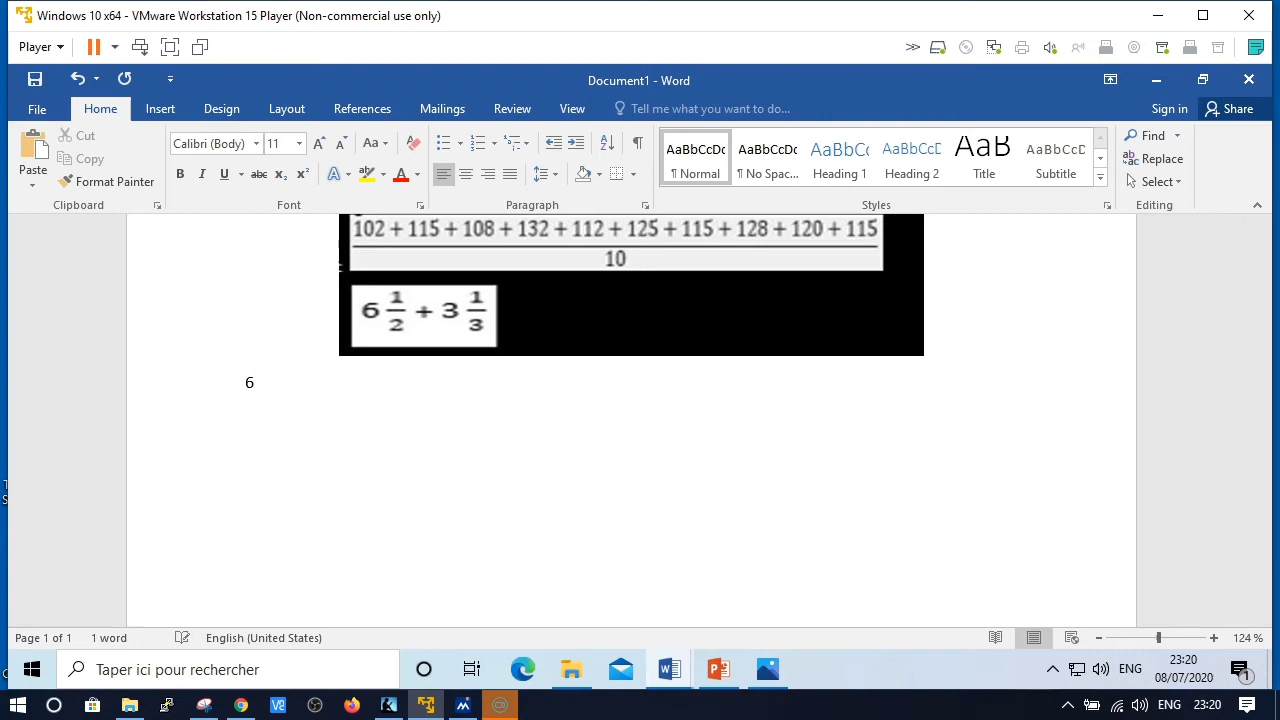 Windows 10 x64 - VMware Workstation 15 Player (Non-commercial use only)
Player
Document1 - Word
File Home Insert Design Layout References Mailings Review View Tell me what you want to do... Sign in Share
Paste
Cut
Copy
Format Painter
Clipboard
Calibri (Body) 11 A A Aa
B I U abc x₂ x² A A
Font
Paragraph
AaBbCcDc AaBbCcDc AaBbCc AaBbCcD AaB AaBbCcD
¶ Normal ¶ No Spac... Heading 1 Heading 2 Title Subtitle
Styles
Find
Replace
Select
Editing
102 + 115 + 108 + 132 + 112 + 125 + 115 + 128 + 120 + 115
10
6 1/2 + 3 1/3
6
Page 1 of 1 1 word English (United States) 124 %
Taper ici pour rechercher
ENG 23:20
08/07/2020
1
ENG 23:20